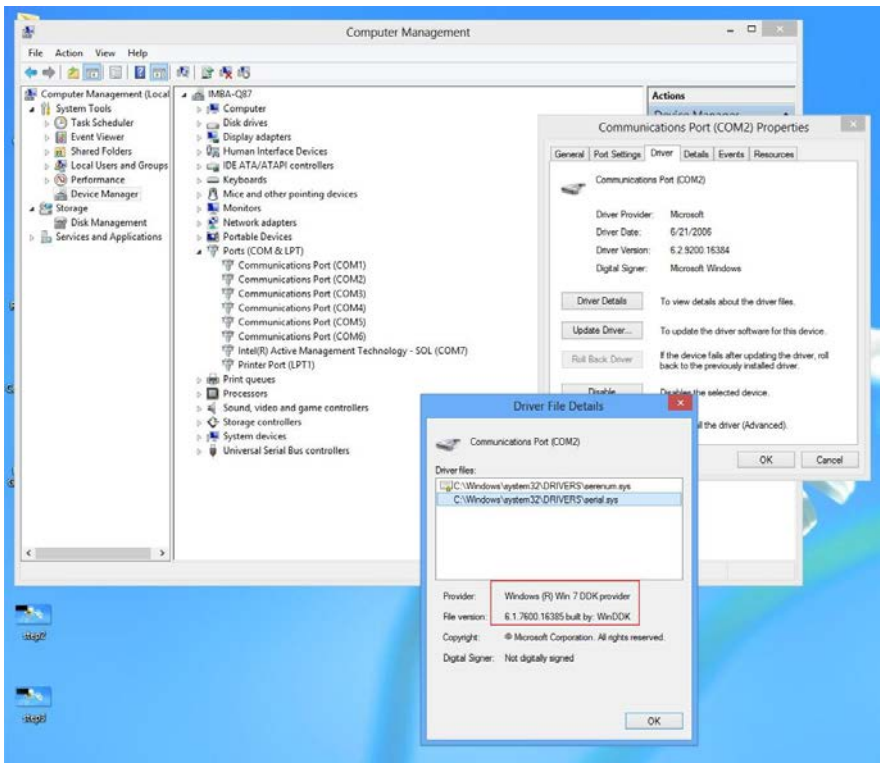 Computer Management
File Action View Help
Computer Management (Local
System Tools
Task Scheduler
Event Viewer
Shared Folders
Local Users and Groups
Performance
Device Manager
Storage
Disk Management
Services and Applications
IMBA-Q87
Computer
Disk drives
Display adapters
Human Interface Devices
IDE ATA/ATAPI controllers
Keyboards
Mice and other pointing devices
Monitors
Network adapters
Portable Devices
Ports (COM & LPT)
Communications Port (COM1)
Communications Port (COM2)
Communications Port (COM3)
Communications Port (COM4)
Communications Port (COM5)
Communications Port (COM6)
Intel(R) Active Management Technology - SOL (COM7)
Printer Port (LPT1)
Print queues
Processors
Sound, video and game controllers
Storage controllers
System devices
Universal Serial Bus controllers
Actions
Device Manager
Communications Port (COM2) Properties
General Port Settings Driver Details Events Resources
Communications Port (COM2)
Driver Provider: Microsoft
Driver Date: 6/21/2006
Driver Version: 6.2.9200.16384
Digital Signer: Microsoft Windows
Driver Details To view details about the driver files.
Update Driver... To update the driver software for this device.
Roll Back Driver If the device fails after updating the driver, roll
back to the previously installed driver.
Disable Disables the selected device.
the driver (Advanced).
OK Cancel
Driver File Details
Communications Port (COM2)
Driver files:
C:\Windows\system32\DRIVERS\serenum.sys
C:\Windows\system32\DRIVERS\serial.sys
Provider: Windows (R) Win 7 DDK provider
File version: 6.1.7600.16385 built by: WinDDK
Copyright: © Microsoft Corporation. All rights reserved.
Digital Signer: Not digitally signed
OK
step2
step3